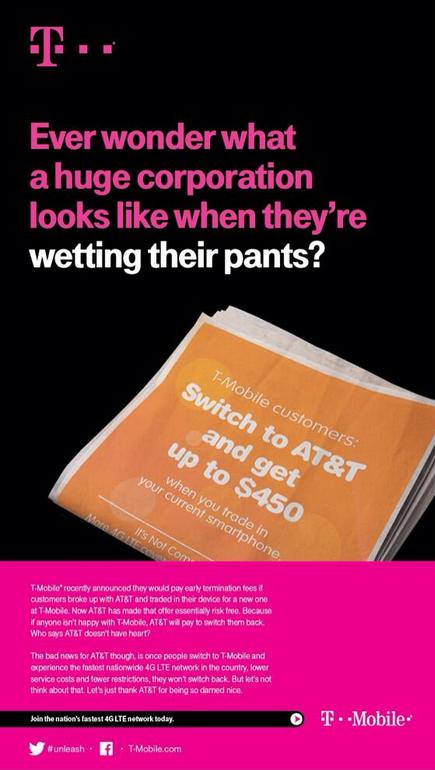 T
Ever wonder what
a huge corporation
looks like when they're
wetting their pants?
T-Mobile customers:
Switch to AT&T
and get
up to $450
when you trade in
your current smartphone.
It's Not Com
More 4G LTE
T-Mobile® recently announced they would pay early termination fees if
customers broke up with AT&T and traded in their device for a new one
at T-Mobile. Now AT&T has made that offer essentially risk free. Because
if anyone isn't happy with T-Mobile, AT&T will pay to switch them back.
Who says AT&T doesn't have heart?
The bad news for AT&T though, is once people switch to T-Mobile and
experience the fastest nationwide 4G LTE network in the country, lower
service costs and fewer restrictions, they won't switch back. But let's not
think about that. Let's just thank AT&T for being so darned nice.
Join the nation's fastest 4G LTE network today.
T··Mobile·
#unleash · · T-Mobile.com